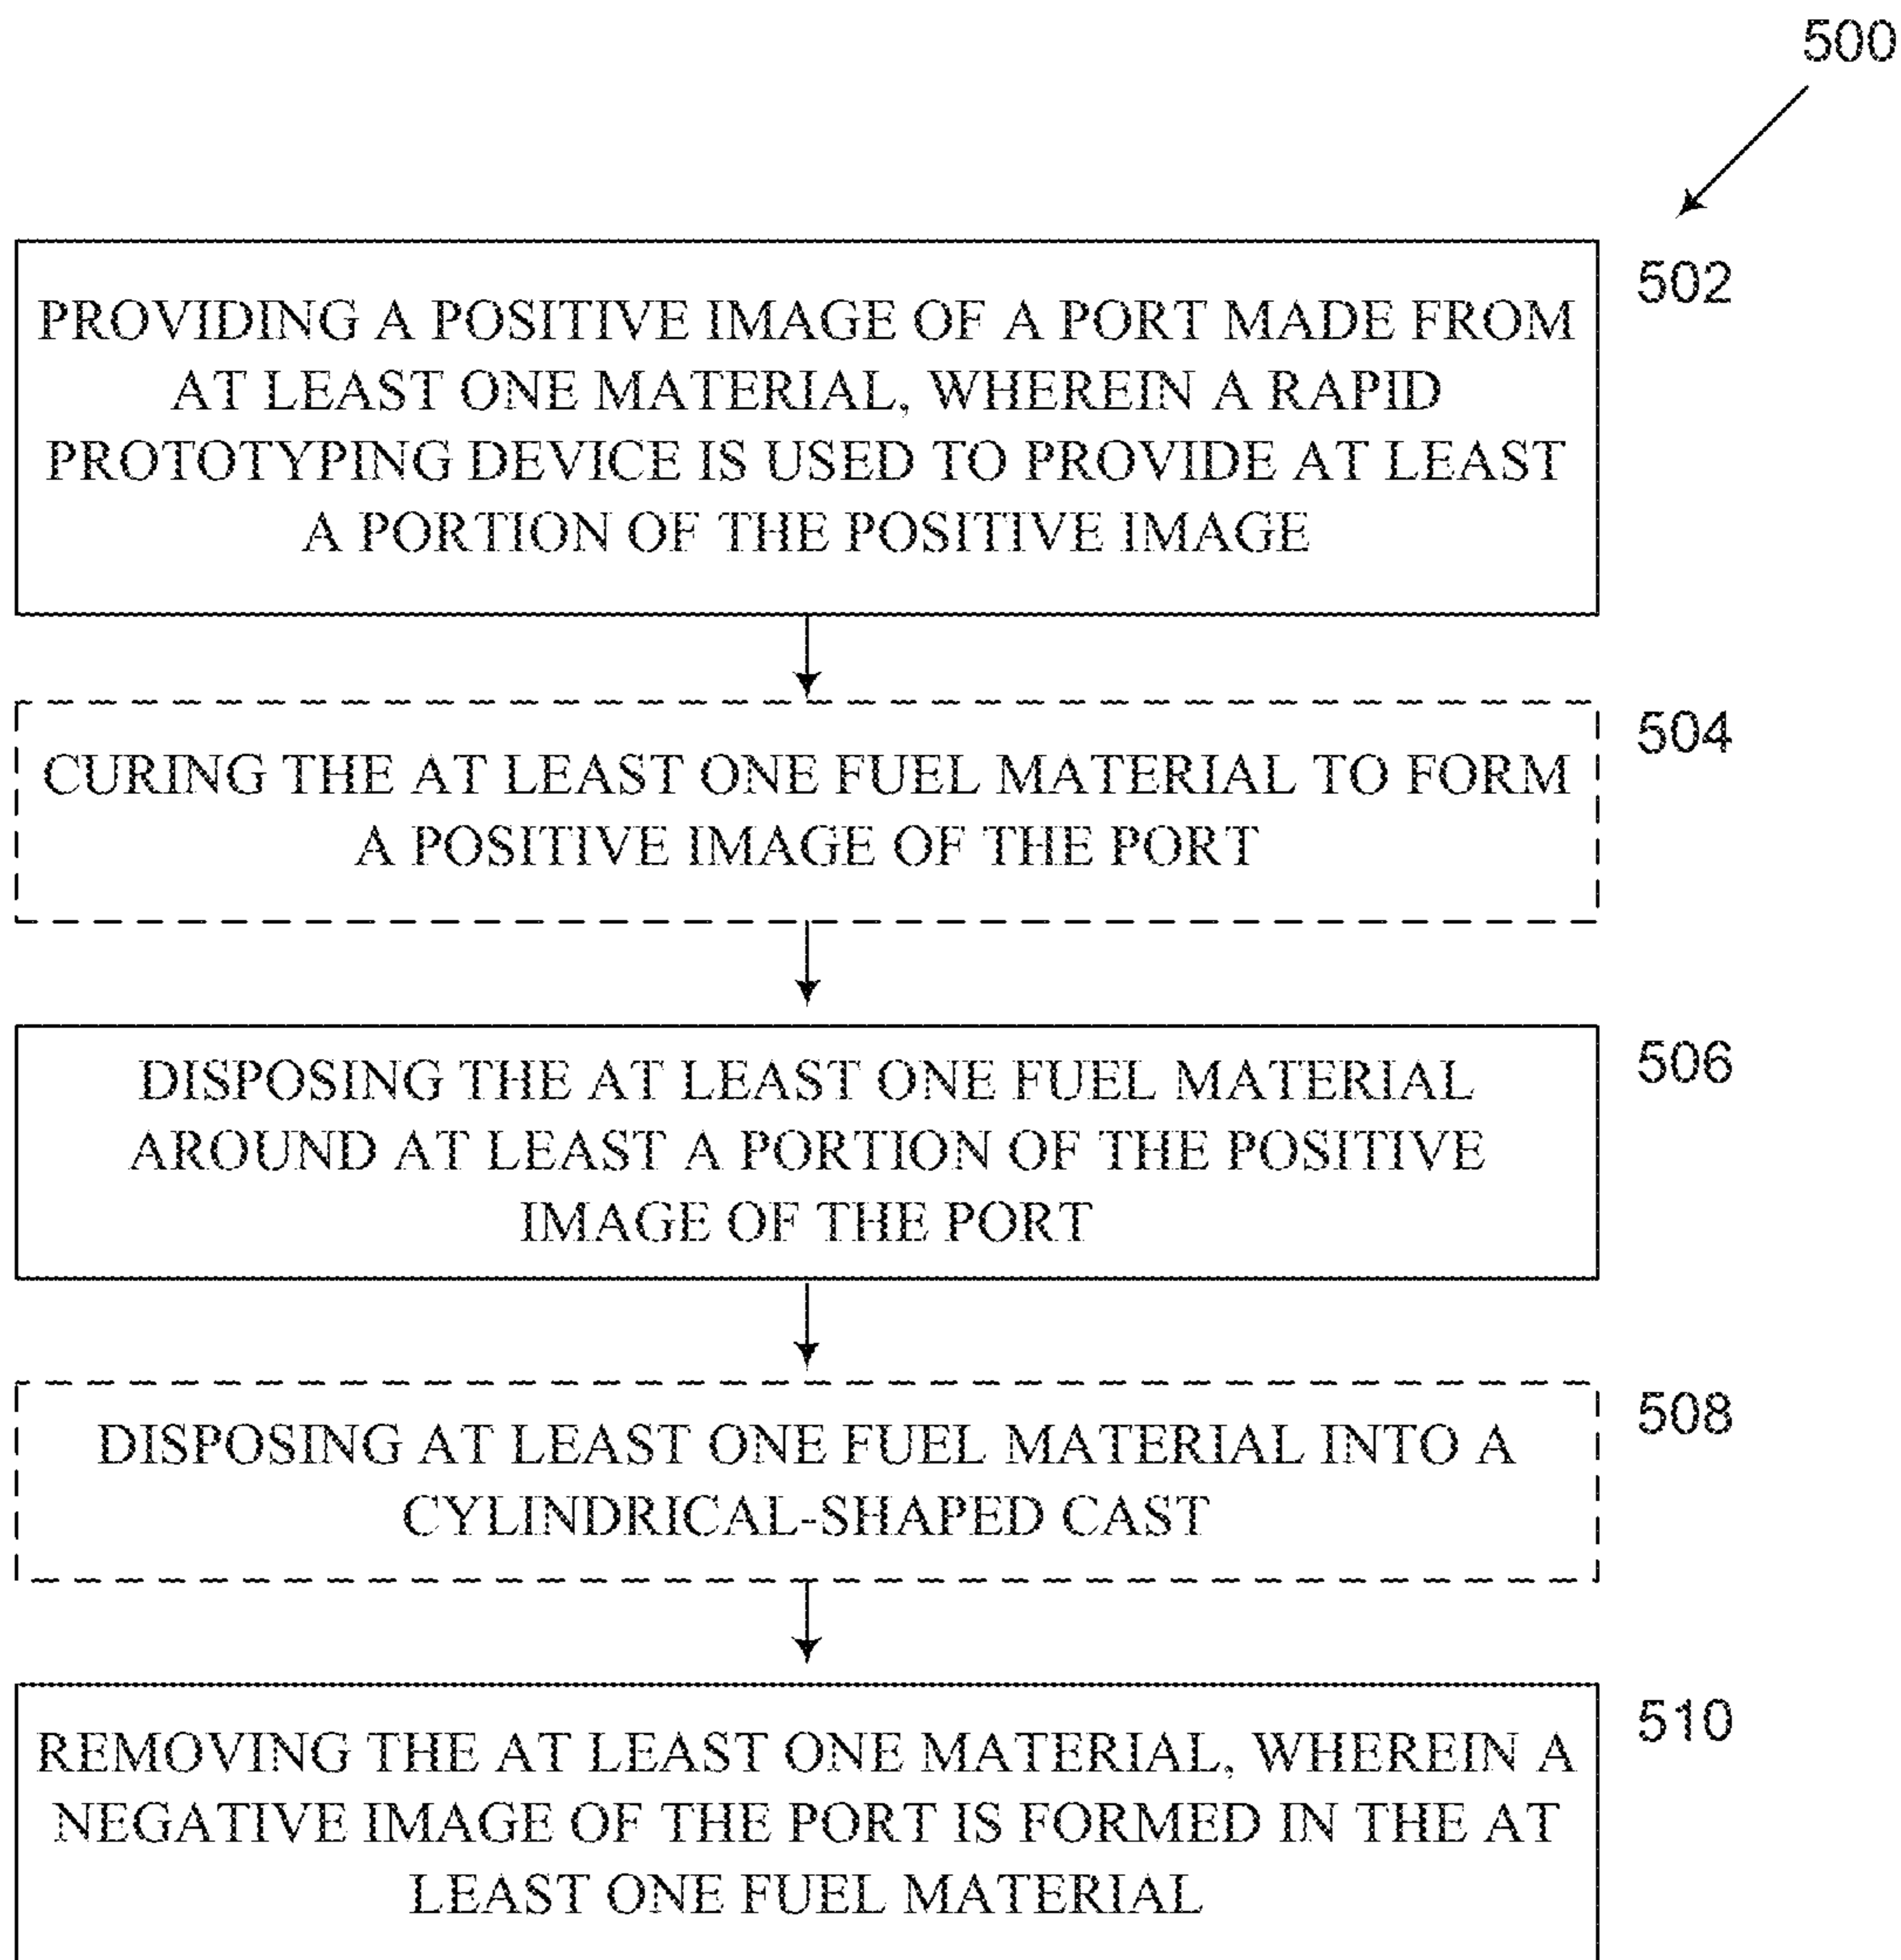 500
502
PROVIDING A POSITIVE IMAGE OF A PORT MADE FROM
AT LEAST ONE MATERIAL, WHEREIN A RAPID
PROTOTYPING DEVICE IS USED TO PROVIDE AT LEAST
A PORTION OF THE POSITIVE IMAGE
504
CURING THE AT LEAST ONE FUEL MATERIAL TO FORM
A POSITIVE IMAGE OF THE PORT
506
DISPOSING THE AT LEAST ONE FUEL MATERIAL
AROUND AT LEAST A PORTION OF THE POSITIVE
IMAGE OF THE PORT
508
DISPOSING AT LEAST ONE FUEL MATERIAL INTO A
CYLINDRICAL-SHAPED CAST
510
REMOVING THE AT LEAST ONE MATERIAL, WHEREIN A
NEGATIVE IMAGE OF THE PORT IS FORMED IN THE AT
LEAST ONE FUEL MATERIAL